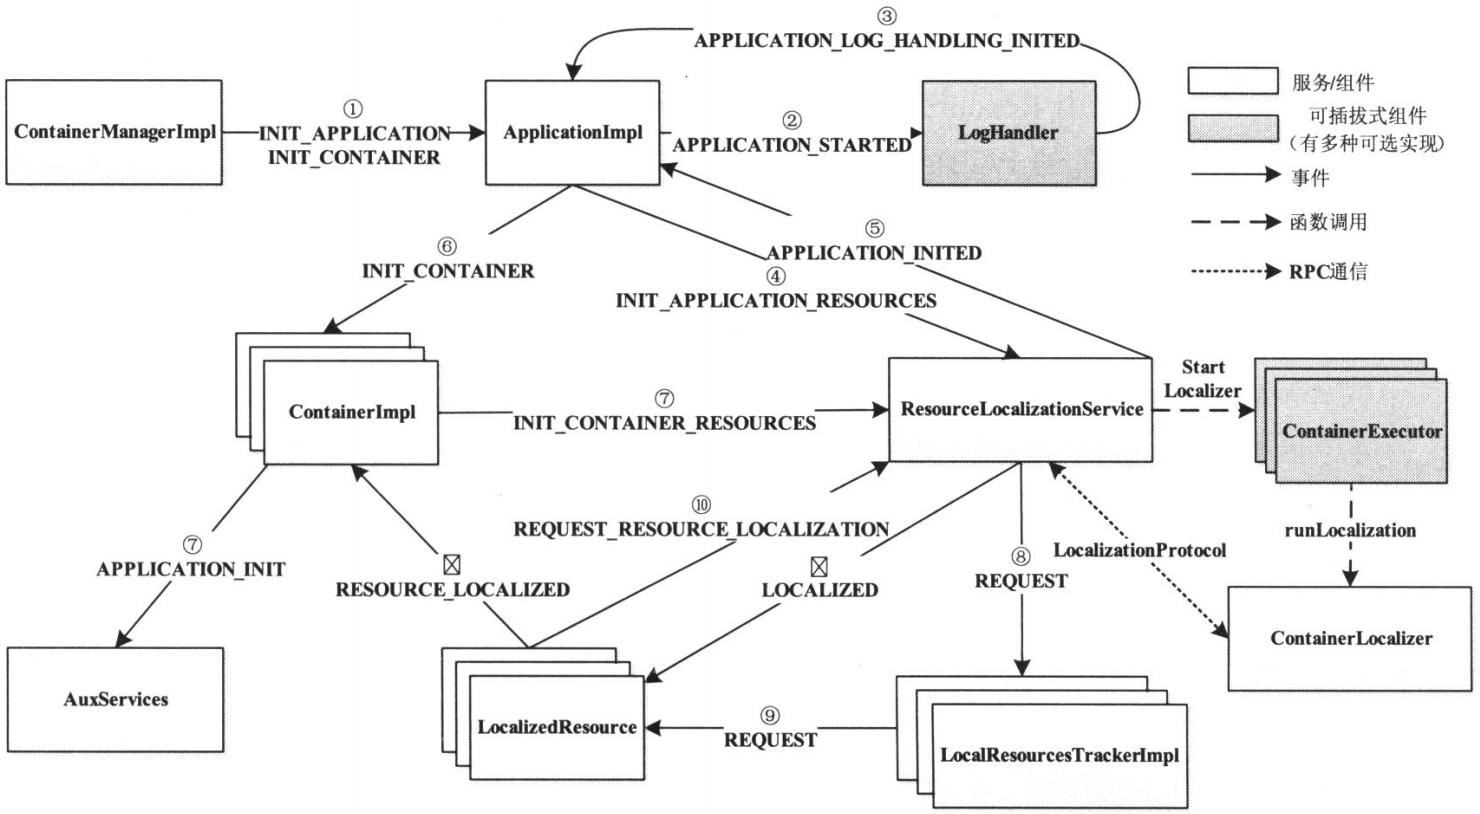 ③
APPLICATION_LOG_HANDLING_INITED
ContainerManagerImpl
①
INIT_APPLICATION
INIT_CONTAINER
ApplicationImpl
②
APPLICATION_STARTED
LogHandler
服务/组件
可插拔式组件
(有多种可选实现)
事件
函数调用
RPC通信
⑥
INIT_CONTAINER
⑤
APPLICATION_INITED
④
INIT_APPLICATION_RESOURCES
ContainerImpl
⑦
INIT_CONTAINER_RESOURCES
ResourceLocalizationService
Start
Localizer
ContainerExecutor
⑦
APPLICATION_INIT
RESOURCE_LOCALIZED
⑩
REQUEST_RESOURCE_LOCALIZATION
LOCALIZED
⑧
REQUEST
LocalizationProtocol
runLocalization
ContainerLocalizer
AuxServices
LocalizedResource
⑨
REQUEST
LocalResourcesTrackerImpl